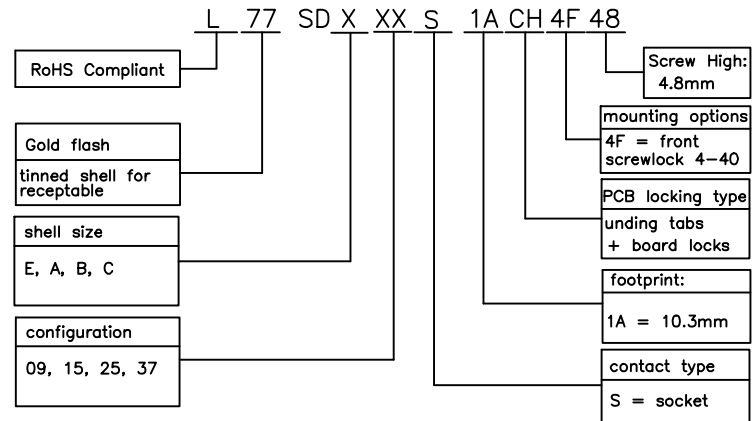 L 77 SD X XX S 1A CH 4F 48
RoHS Compliant
Gold flash
tinned shell for
receptable
shell size
E, A, B, C
configuration
09, 15, 25, 37
Screw High:
4.8mm
mounting options
4F = front
screwlock 4-40
PCB locking type
unding tabs
+ board locks
footprint:
1A = 10.3mm
contact type
S = socket